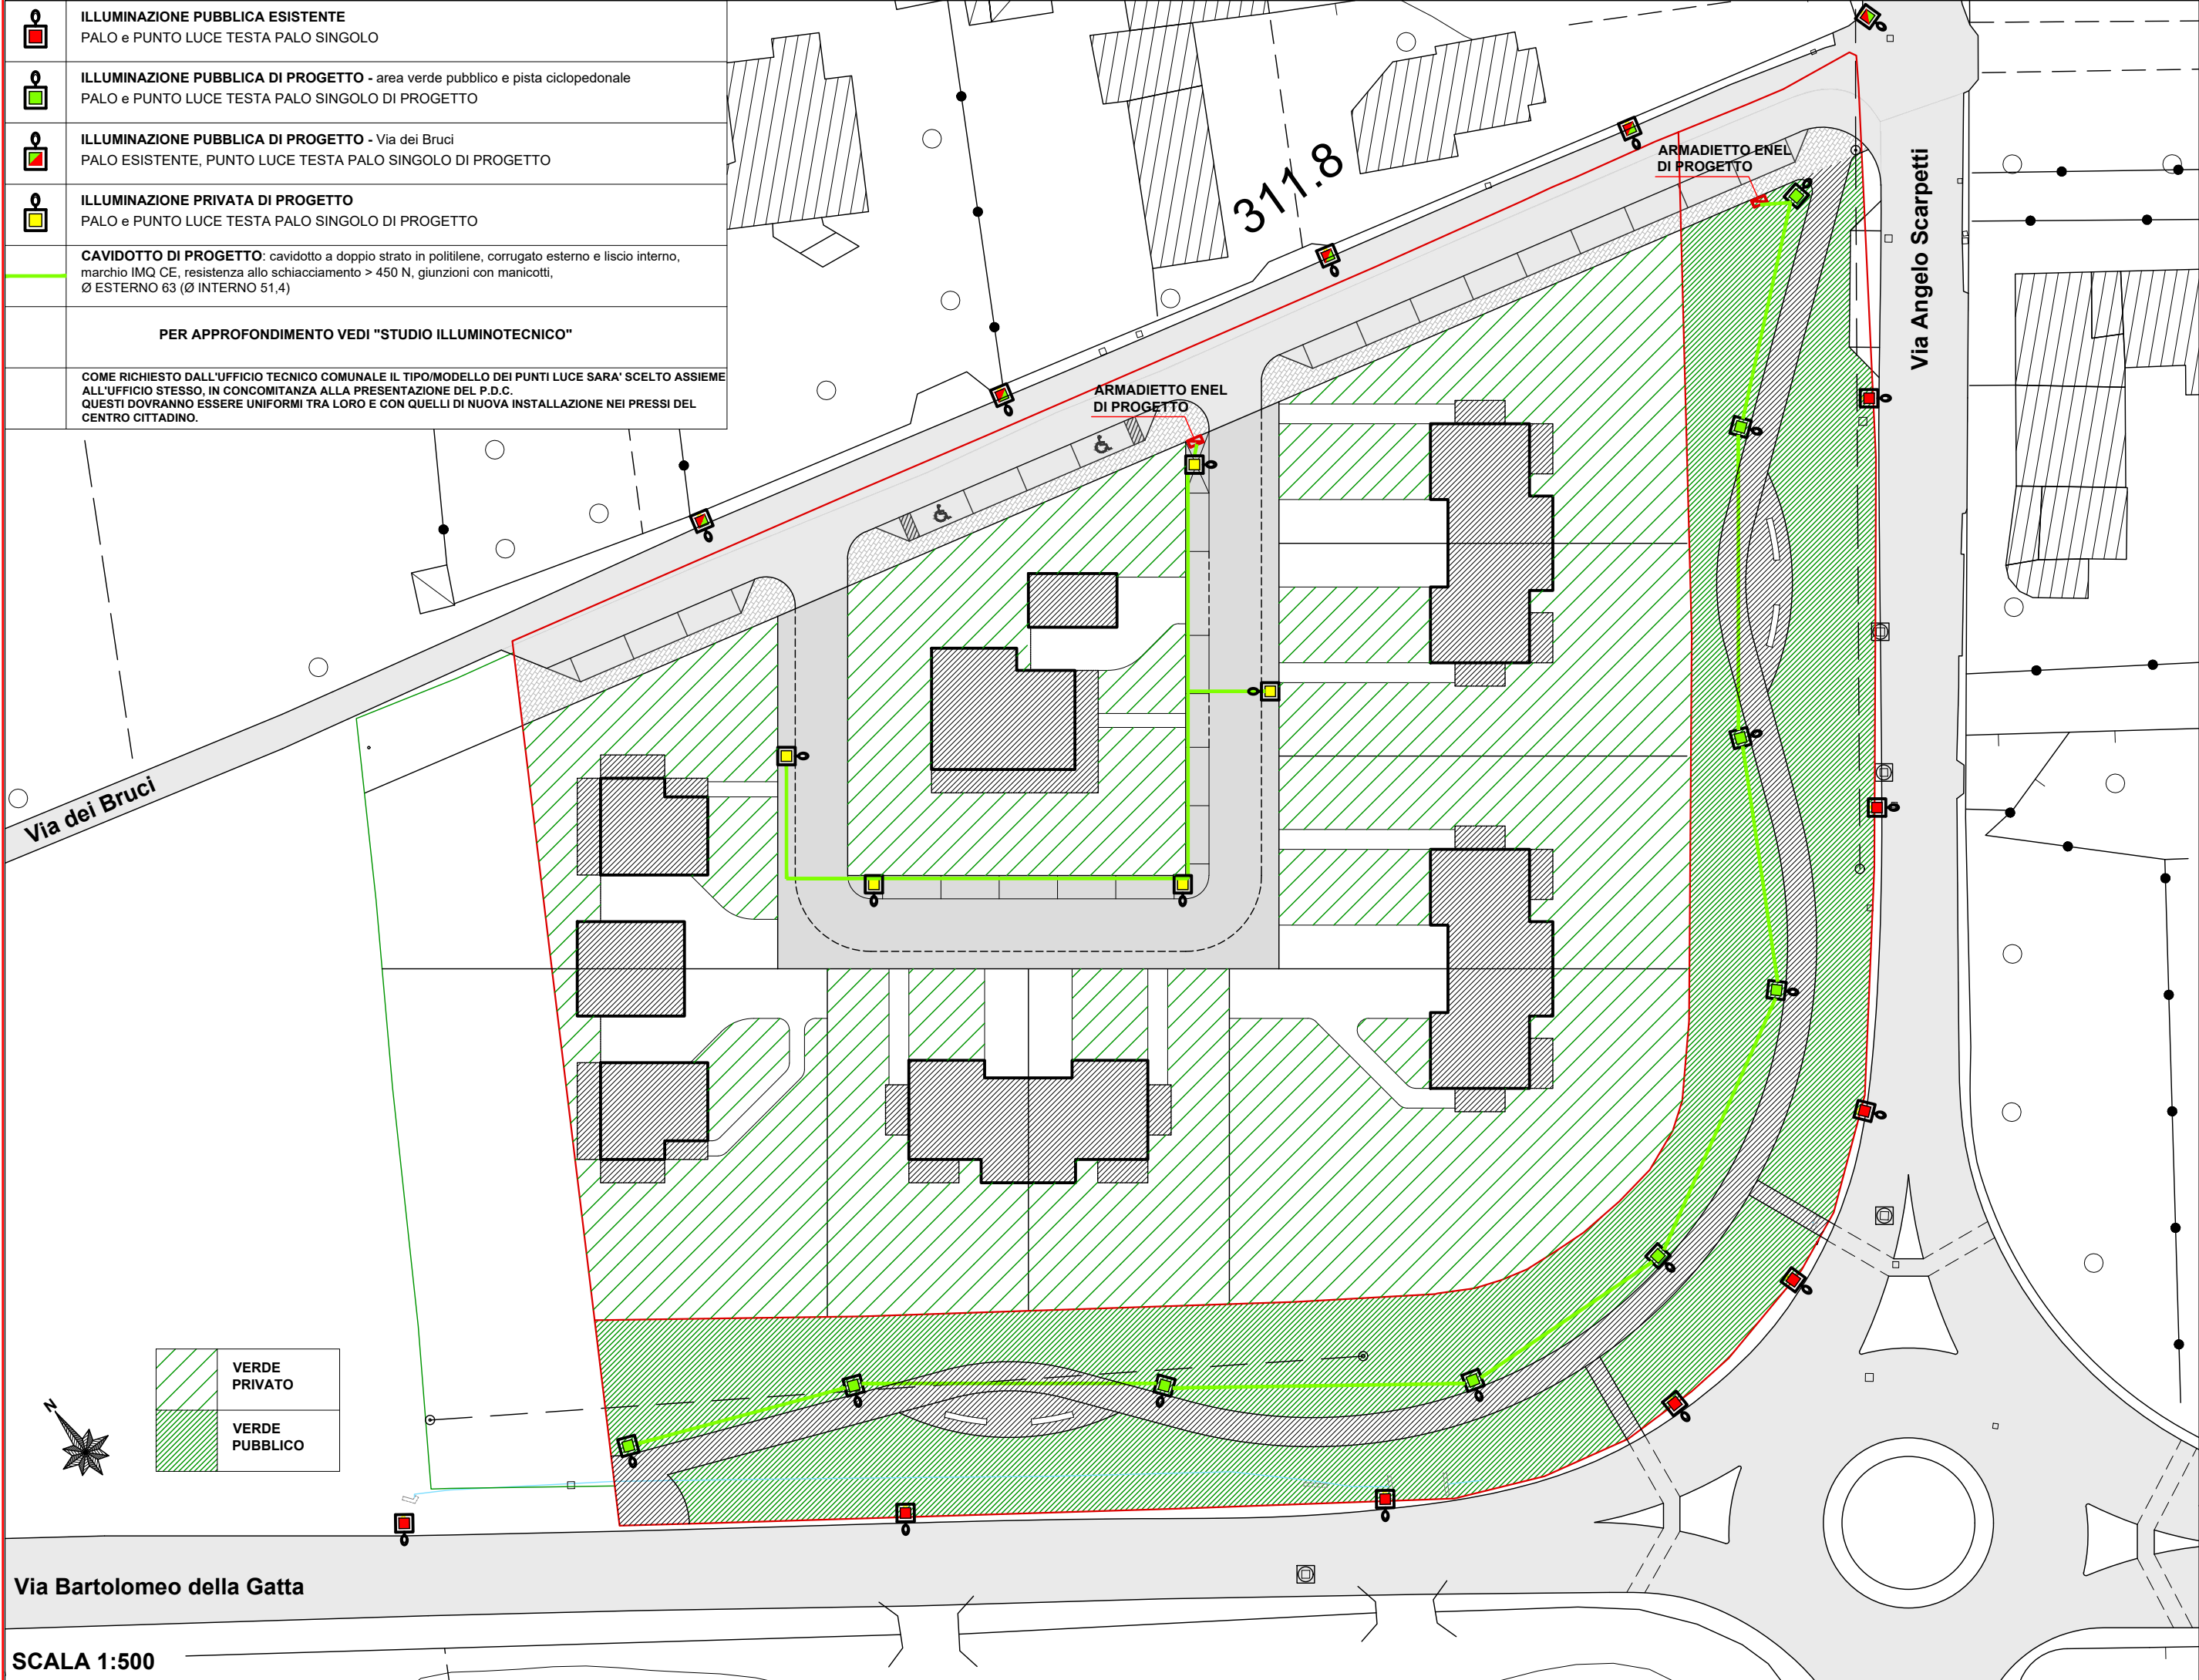 ILLUMINAZIONE PUBBLICA ESISTENTE
PALO e PUNTO LUCE TESTA PALO SINGOLO
ILLUMINAZIONE PUBBLICA DI PROGETTO - area verde pubblico e pista ciclopedonale
PALO e PUNTO LUCE TESTA PALO SINGOLO DI PROGETTO
ILLUMINAZIONE PUBBLICA DI PROGETTO - Via dei Bruci
PALO ESISTENTE, PUNTO LUCE TESTA PALO SINGOLO DI PROGETTO
ILLUMINAZIONE PRIVATA DI PROGETTO
PALO e PUNTO LUCE TESTA PALO SINGOLO DI PROGETTO
CAVIDOTTO DI PROGETTO: cavidotto a doppio strato in politilene, corrugato esterno e liscio interno,
marchio IMQ CE, resistenza allo schiacciamento > 450 N, giunzioni con manicotti,
Ø ESTERNO 63 (Ø INTERNO 51,4)
PER APPROFONDIMENTO VEDI "STUDIO ILLUMINOTECNICO"
COME RICHIESTO DALL'UFFICIO TECNICO COMUNALE IL TIPO/MODELLO DEI PUNTI LUCE SARA' SCELTO ASSIEME
ALL'UFFICIO STESSO, IN CONCOMITANZA ALLA PRESENTAZIONE DEL P.D.C.
QUESTI DOVRANNO ESSERE UNIFORMI TRA LORO E CON QUELLI DI NUOVA INSTALLAZIONE NEI PRESSI DEL
CENTRO CITTADINO.
311.8
ARMADIETTO ENEL
DI PROGETTO
Via Angelo Scarpetti
ARMADIETTO ENEL
DI PROGETTO
Via dei Bruci
VERDE
PRIVATO
VERDE
PUBBLICO
N
Via Bartolomeo della Gatta
SCALA 1:500